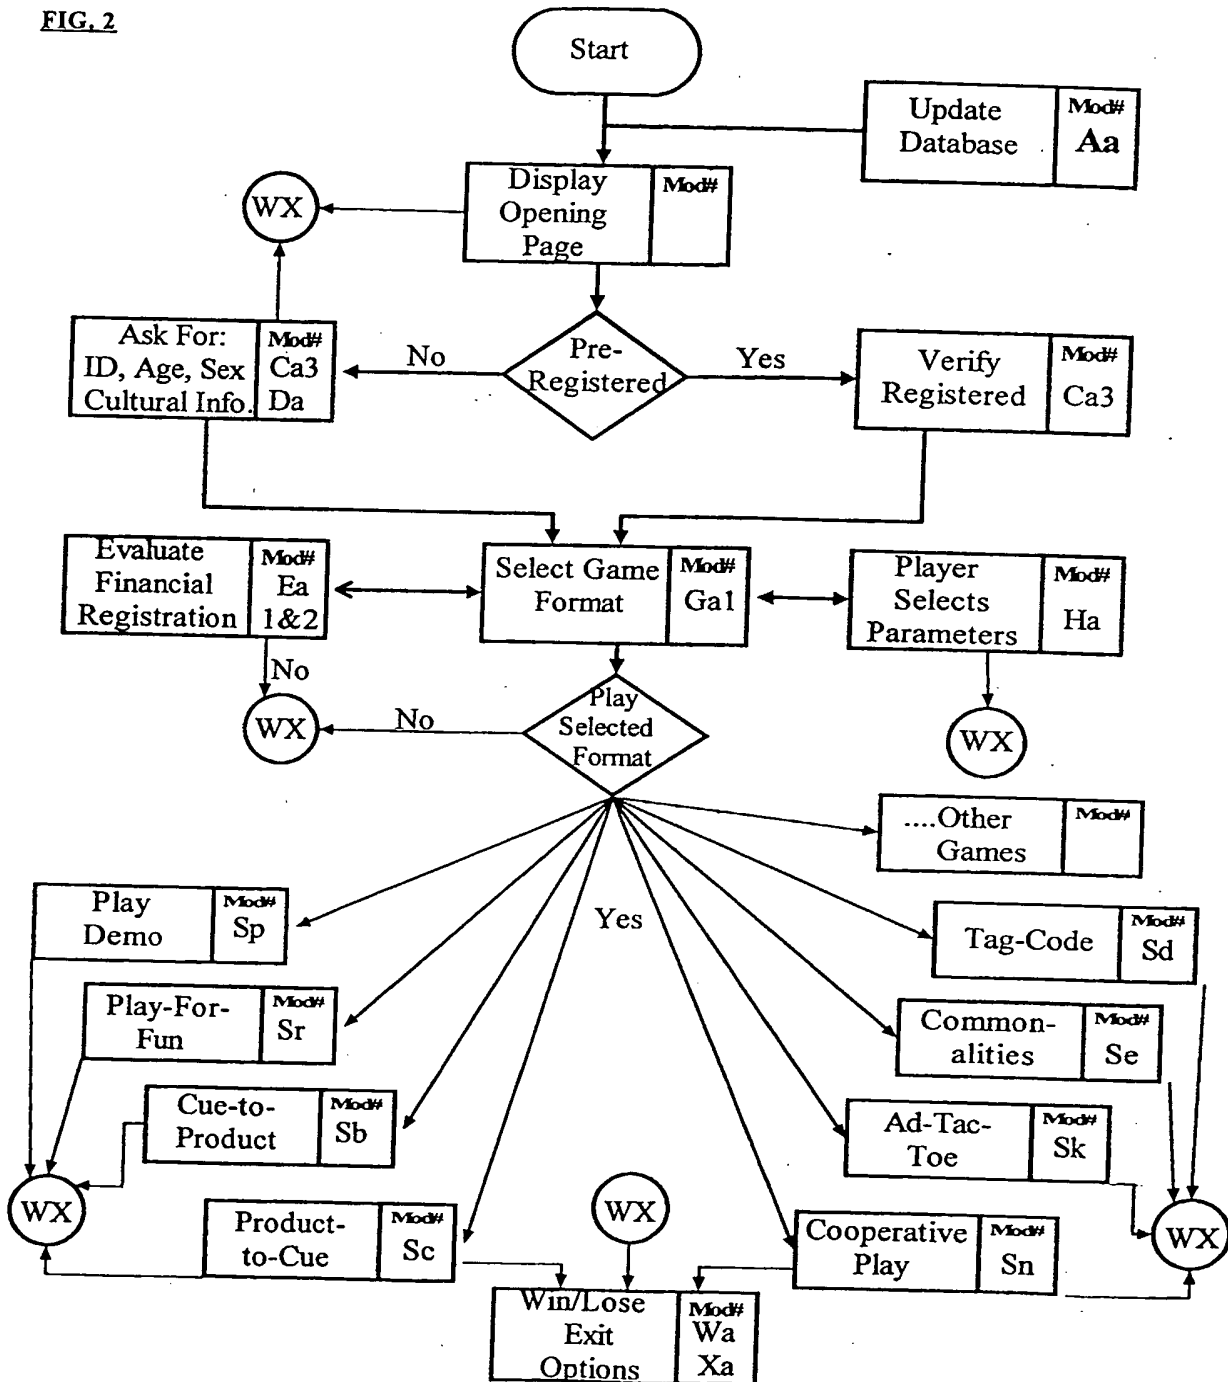 FIG. 2
Start
Update
Database
Mod#
Aa
Display
Opening
Page
Mod#
WX
Ask For:
ID, Age, Sex
Cultural Info.
Mod#
Ca3
Da
No
Pre-
Registered
Yes
Verify
Registered
Mod#
Ca3
Evaluate
Financial
Registration
Mod#
Ea
1&2
Select Game
Format
Mod#
Ga1
Player
Selects
Parameters
Mod#
Ha
No
WX
No
Play
Selected
Format
WX
....Other
Games
Mod#
Play
Demo
Mod#
Sp
Yes
Tag-Code
Mod#
Sd
Play-For-
Fun
Mod#
Sr
Common-
alities
Mod#
Se
Cue-to-
Product
Mod#
Sb
Ad-Tac-
Toe
Mod#
Sk
WX
Product-
to-Cue
Mod#
Sc
WX
Cooperative
Play
Mod#
Sn
WX
Win/Lose
Exit
Options
Mod#
Wa
Xa